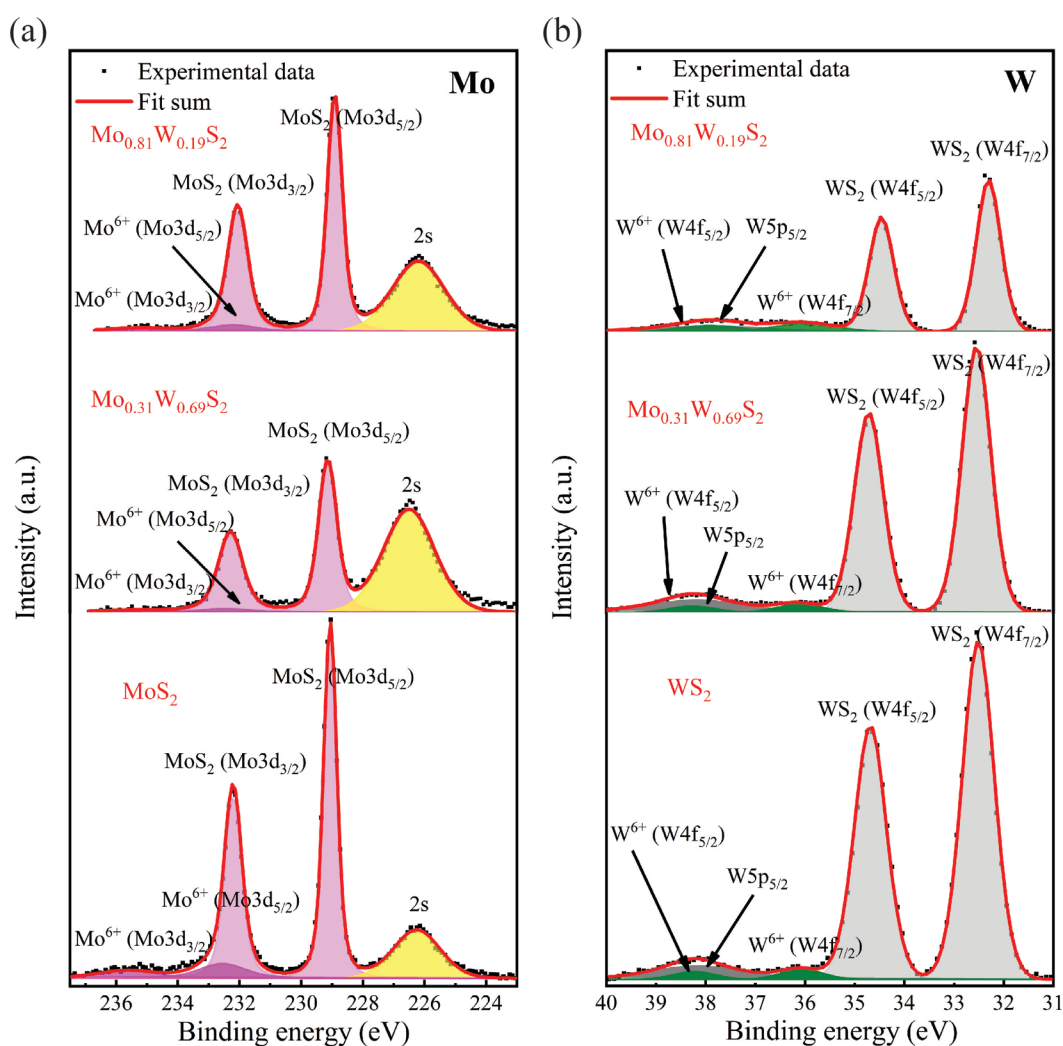 (a)
Experimental data
Fit sum
Mo
Mo0.81W0.19S2
MoS2 (Mo3d5/2)
MoS2 (Mo3d3/2)
Mo6+ (Mo3d5/2)
Mo6+ (Mo3d3/2)
2s
Mo0.31W0.69S2
MoS2 (Mo3d5/2)
MoS2 (Mo3d3/2)
Mo6+ (Mo3d5/2)
Mo6+ (Mo3d3/2)
2s
MoS2
MoS2 (Mo3d5/2)
MoS2 (Mo3d3/2)
Mo6+ (Mo3d5/2)
Mo6+ (Mo3d3/2)
2s
Intensity (a.u.)
236 234 232 230 228 226 224
Binding energy (eV)
(b)
Experimental data
Fit sum
W
Mo0.81W0.19S2
WS2 (W4f7/2)
WS2 (W4f5/2)
W6+ (W4f5/2)
W5p5/2
W6+ (W4f7/2)
Mo0.31W0.69S2
WS2 (W4f7/2)
WS2 (W4f5/2)
W6+ (W4f5/2)
W5p5/2
W6+ (W4f7/2)
WS2
WS2 (W4f7/2)
WS2 (W4f5/2)
W6+ (W4f5/2)
W5p5/2
W6+ (W4f7/2)
Intensity (a.u.)
40 39 38 37 36 35 34 33 32 31
Binding energy (eV)